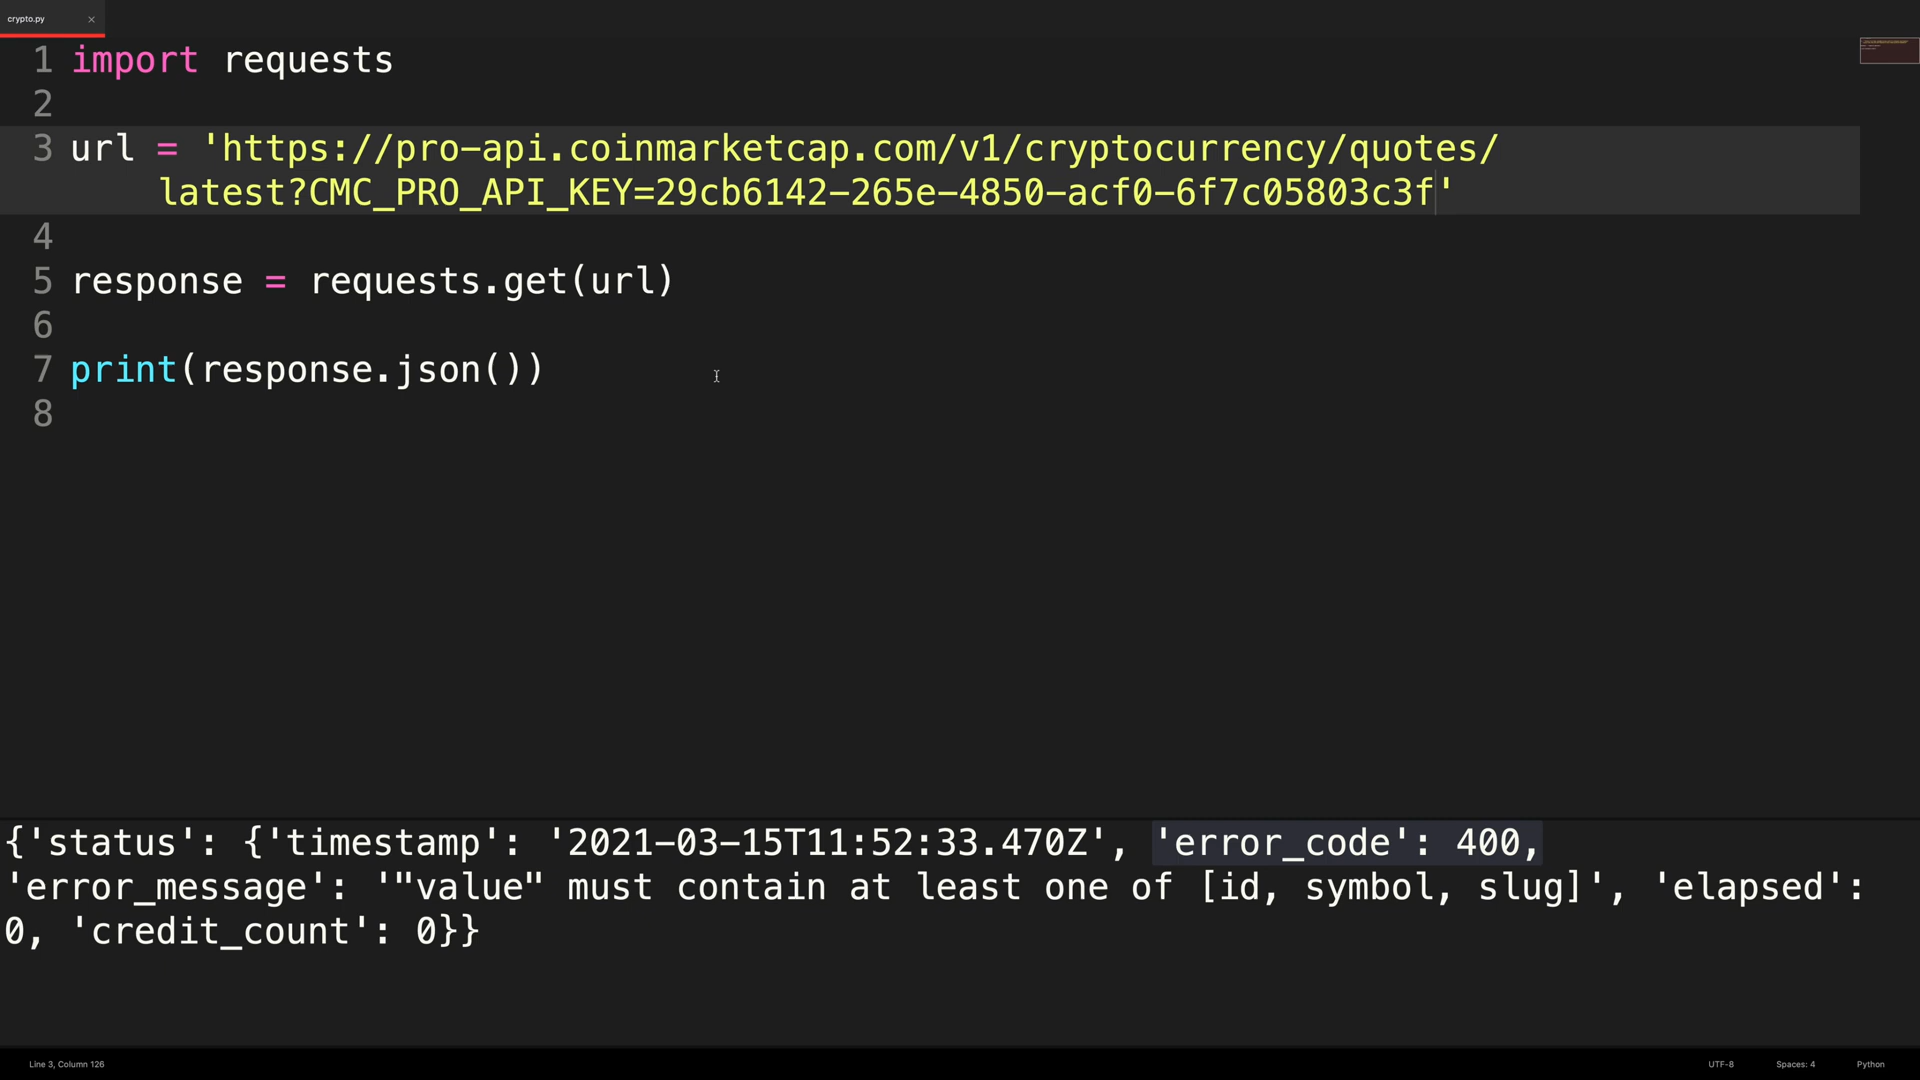 crypto.py ×
1 import requests
2
3 url = 'https://pro-api.coinmarketcap.com/v1/cryptocurrency/quotes/
latest?CMC_PRO_API_KEY=29cb6142-265e-4850-acf0-6f7c05803c3f'
4
5 response = requests.get(url)
6
7 print(response.json())
8
{'status': {'timestamp': '2021-03-15T11:52:33.470Z', 'error_code': 400,
'error_message': '"value" must contain at least one of [id, symbol, slug]', 'elapsed':
0, 'credit_count': 0}}
Line 3, Column 126 UTF-8 Spaces: 4 Python